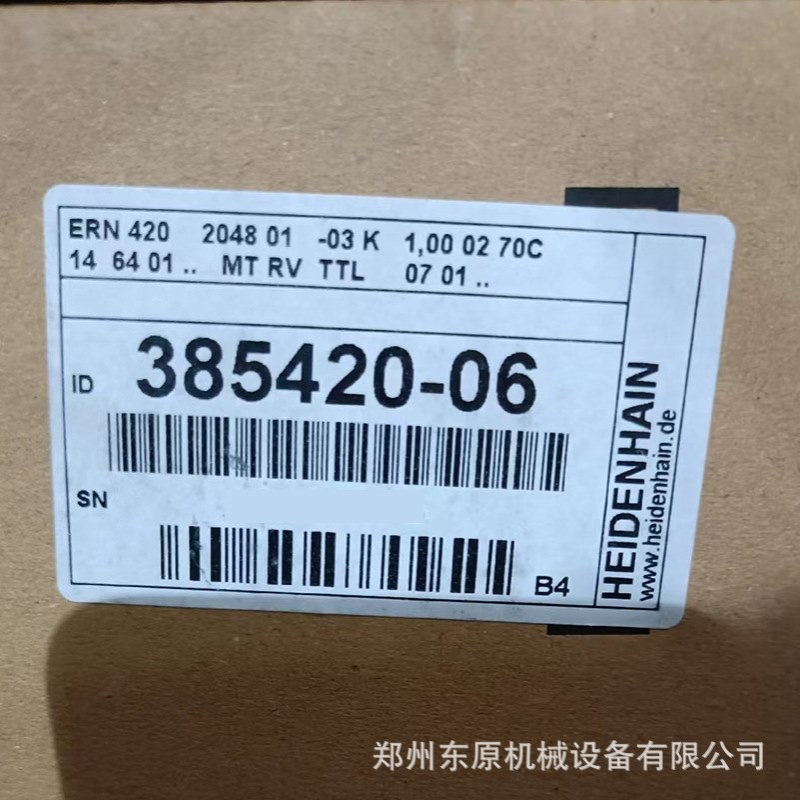 ERN 420 2048 01 -03 K 1,00 02 70C
14 64 01 .. MT RV TTL 07 01 ..
ID 385420-06
SN
B4
HEIDENHAIN
www.heidenhain.de
郑州东原机械设备有限公司